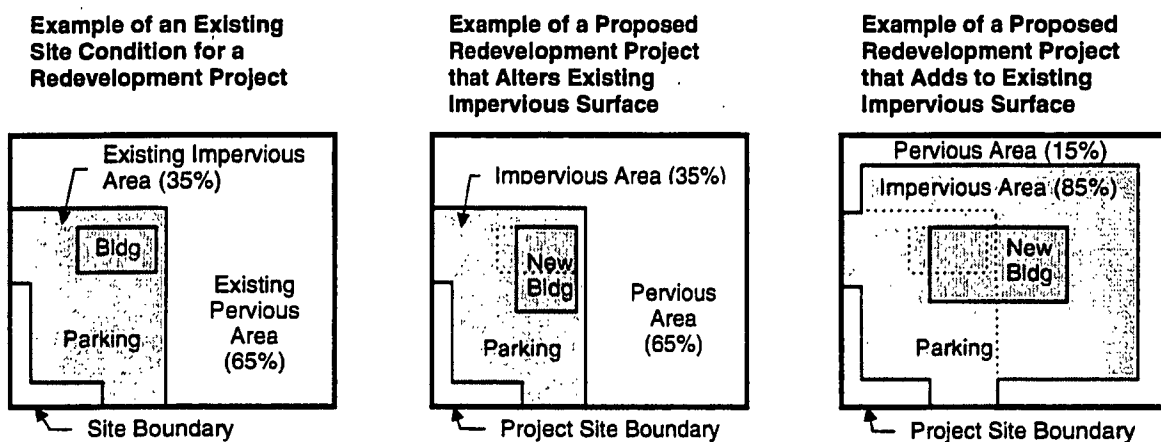 Example of an Existing
Site Condition for a
Redevelopment Project
Existing Impervious
Area (35%)
Bldg
Existing
Pervious
Area
(65%)
Parking
Site Boundary
Example of a Proposed
Redevelopment Project
that Alters Existing
Impervious Surface
Impervious Area (35%)
New
Bldg
Pervious
Area
(65%)
Parking
Project Site Boundary
Example of a Proposed
Redevelopment Project
that Adds to Existing
Impervious Surface
Pervious Area (15%)
Impervious Area (85%)
New
Bldg
Parking
Project Site Boundary